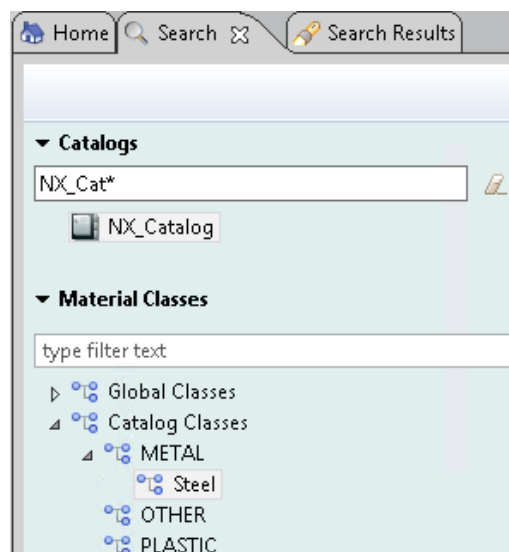 Home Search Search Results
Catalogs
NX_Cat*
NX_Catalog
Material Classes
type filter text
Global Classes
Catalog Classes
METAL
Steel
OTHER
PLASTIC